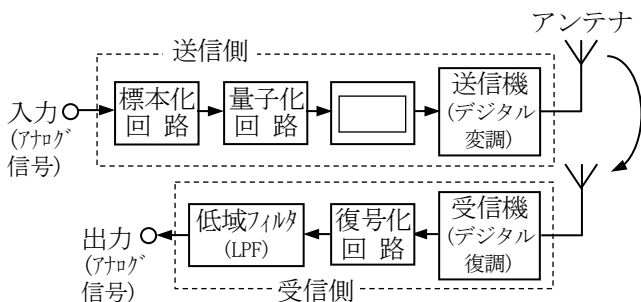 アンテナ
送信側
入力
(アナログ
信号)
標本化
回 路
量子化
回 路
送信機
(デジタル
変調)
受信機
(デジタル
復調)
復号化
回 路
低域フィルタ
(LPF)
出力
(アナログ
信号)
受信側